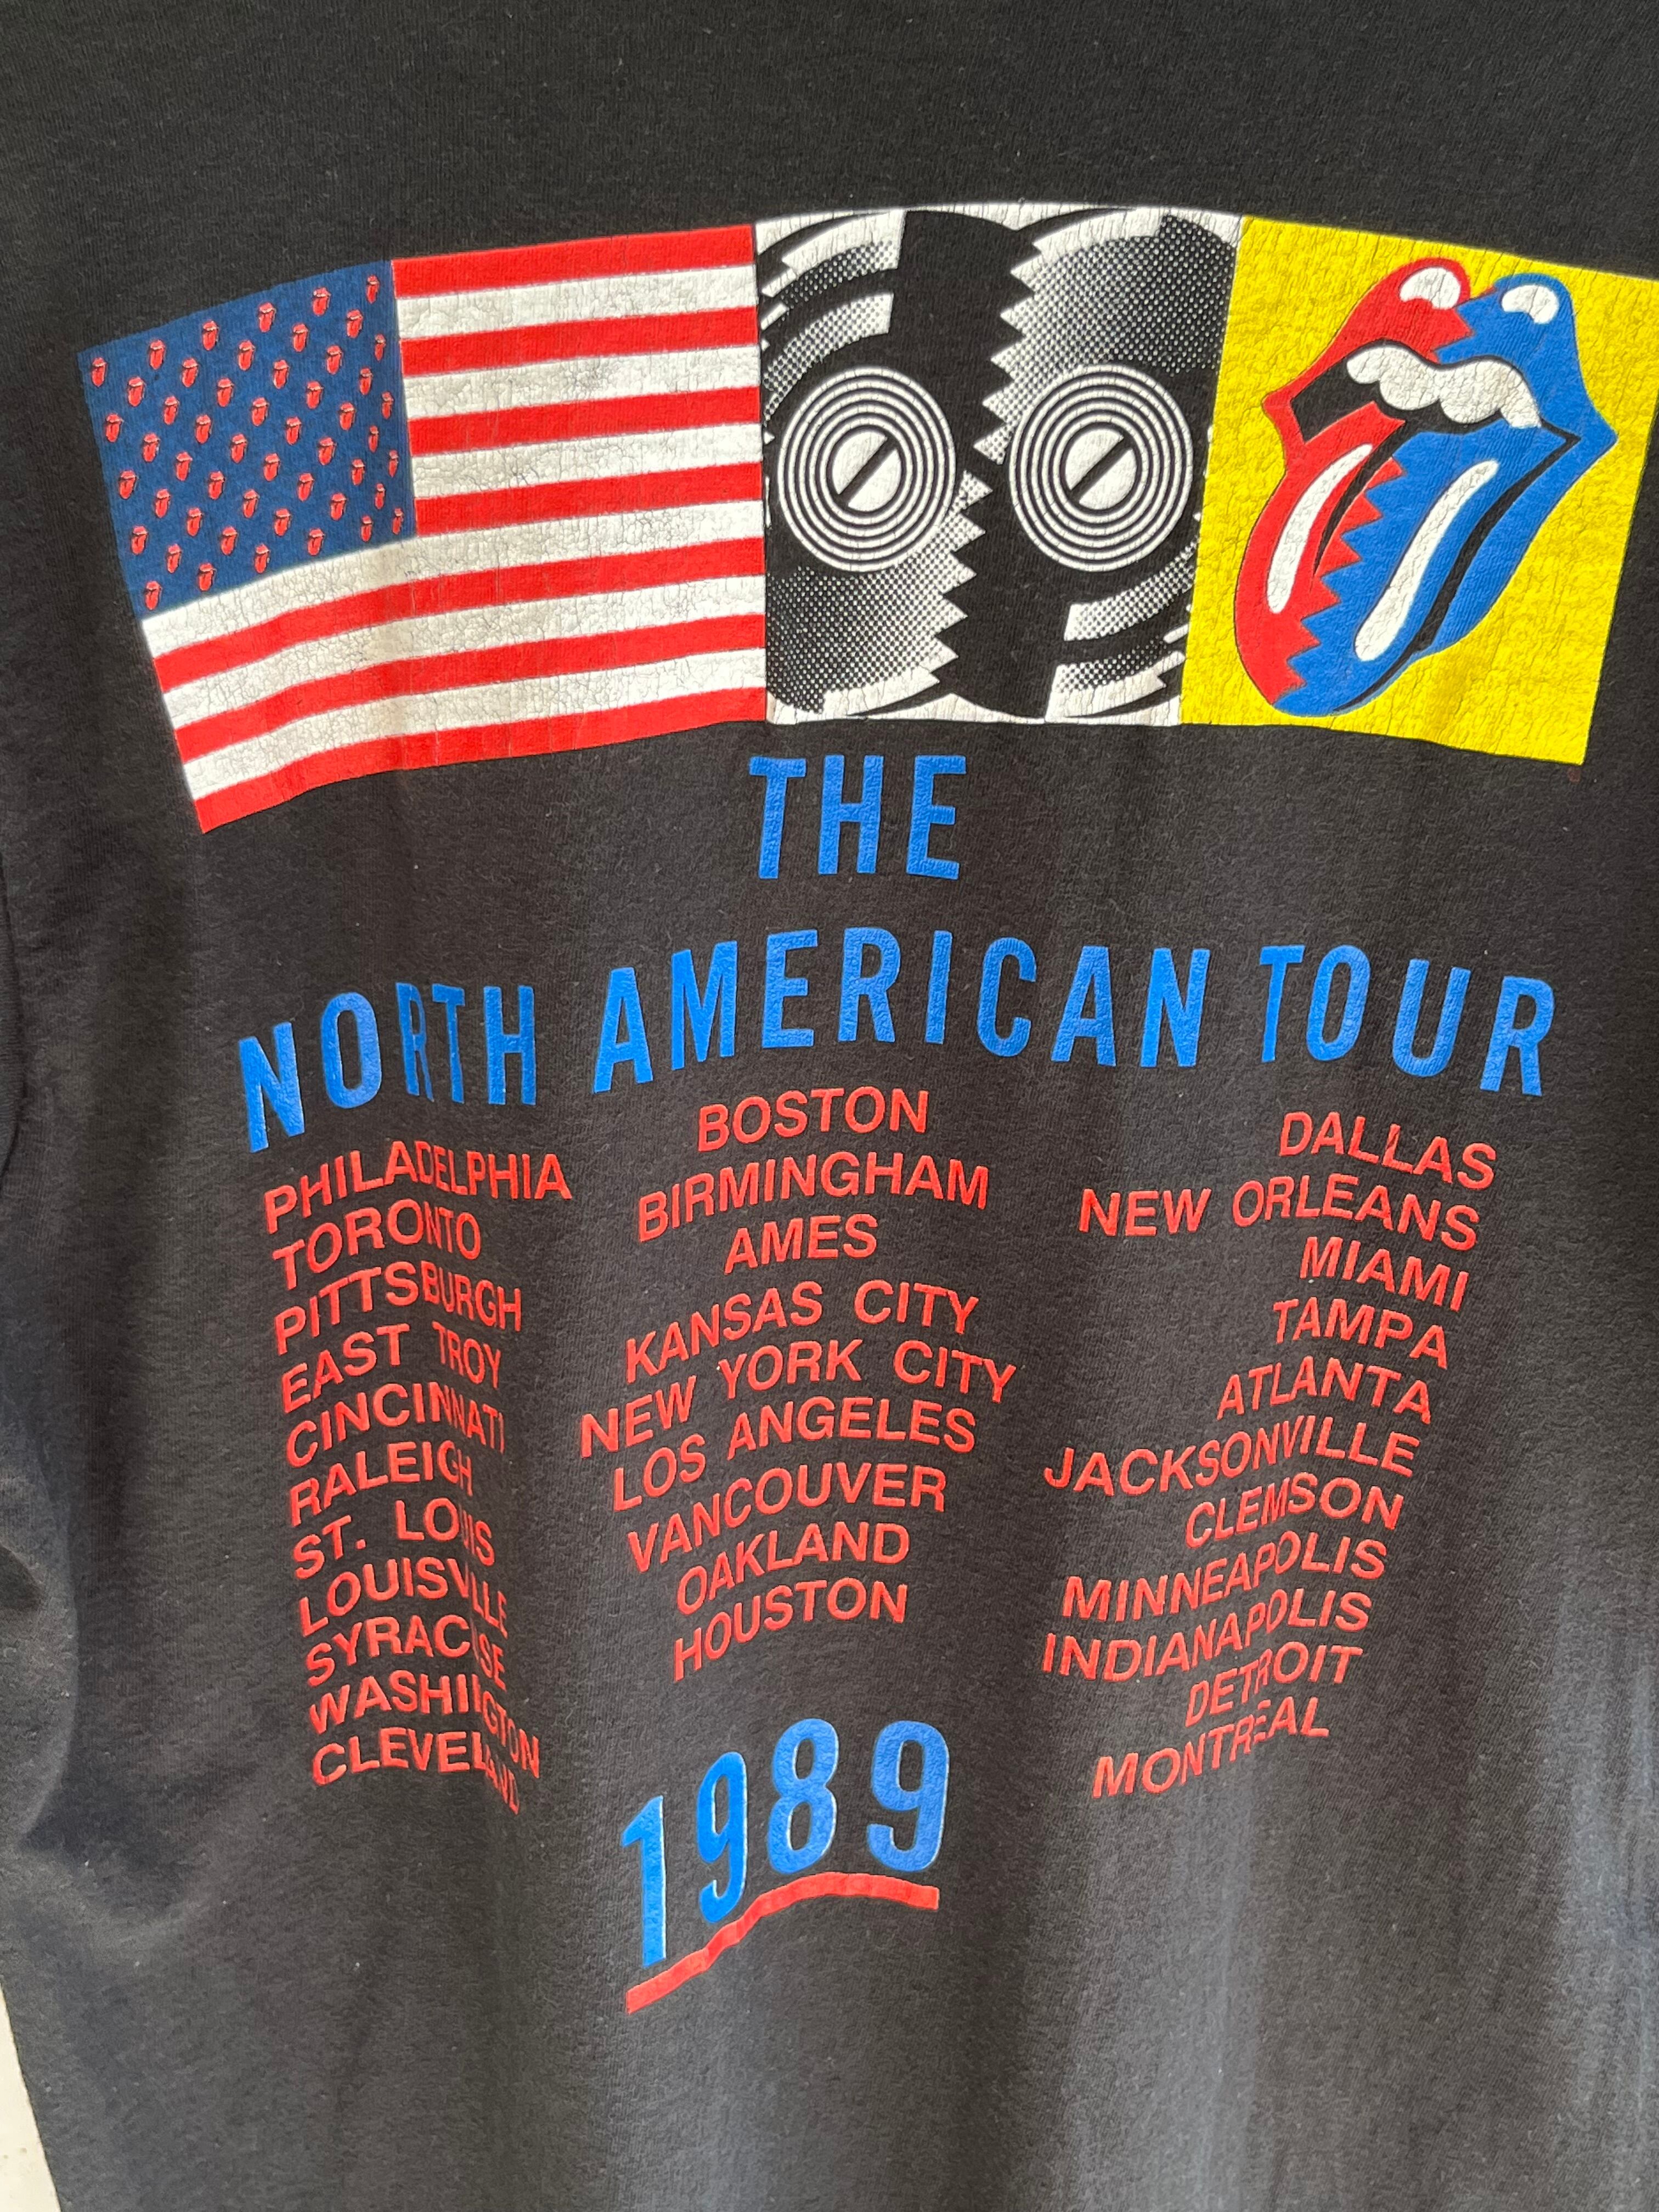 THE
NORTH AMERICAN TOUR
PHILADELPHIA
TORONTO
PITTSBURGH
EAST TROY
CINCINNATI
RALEIGH
ST. LOUIS
LOUISVILLE
SYRACUSE
WASHINGTON
CLEVELAND
BOSTON
BIRMINGHAM
AMES
KANSAS CITY
NEW YORK CITY
LOS ANGELES
VANCOUVER
OAKLAND
HOUSTON
DALLAS
NEW ORLEANS
MIAMI
TAMPA
ATLANTA
JACKSONVILLE
CLEMSON
MINNEAPOLIS
INDIANAPOLIS
DETROIT
MONTREAL
1989